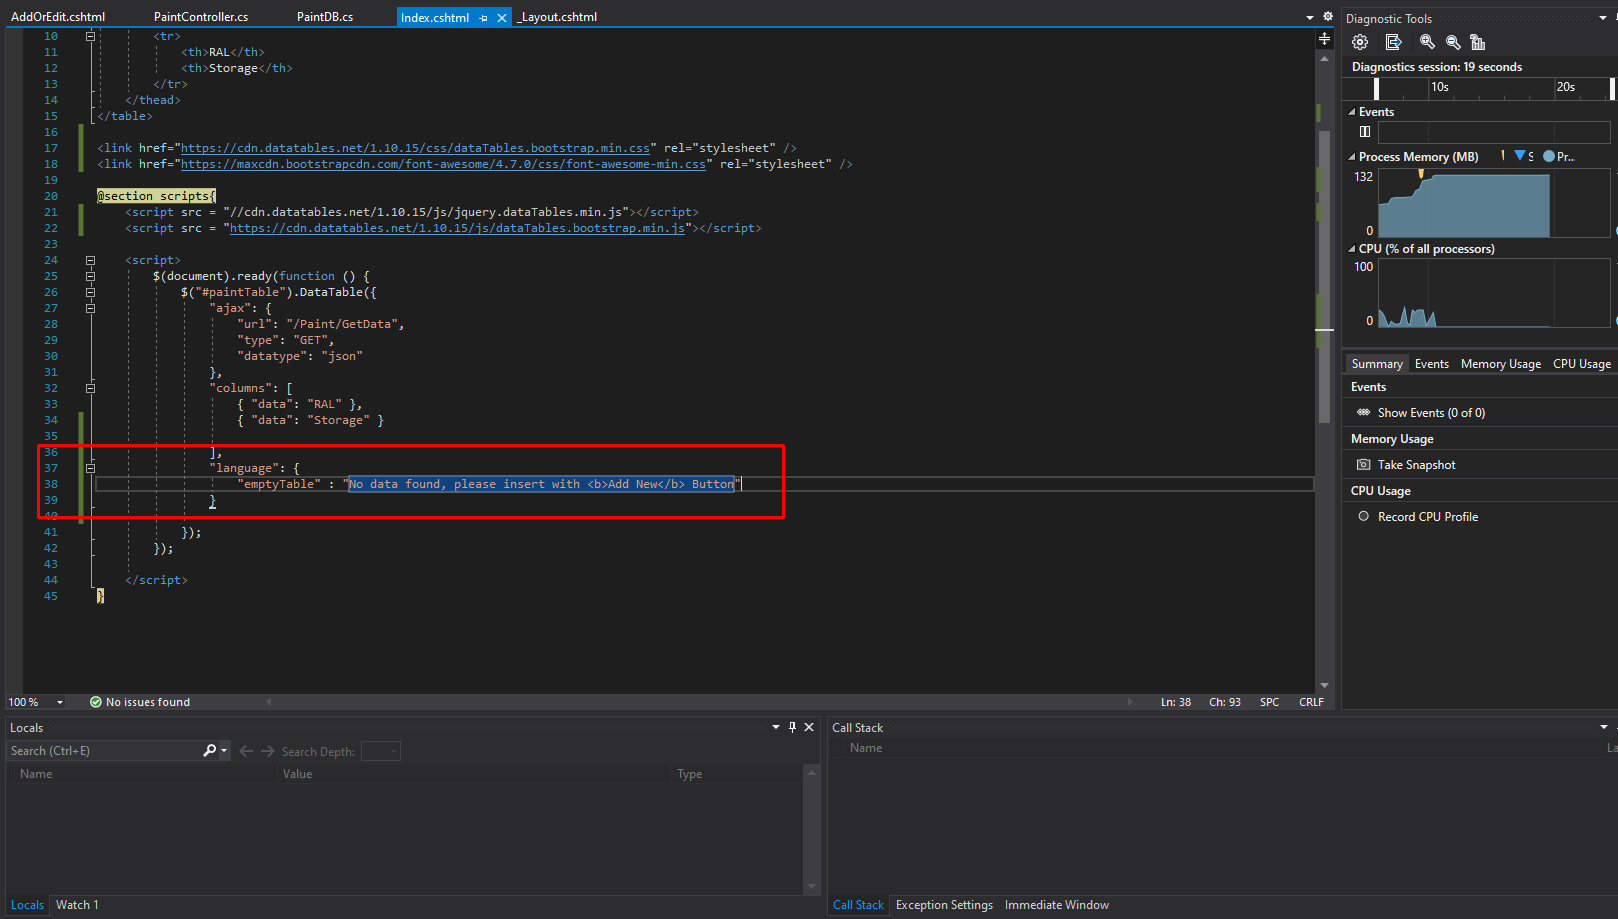 AddOrEdit.cshtml PaintController.cs PaintDB.cs Index.cshtml _Layout.cshtml
10 <tr>
11 <th>RAL</th>
12 <th>Storage</th>
13 </tr>
14 </thead>
15 </table>
16
17 <link href="https://cdn.datatables.net/1.10.15/css/dataTables.bootstrap.min.css" rel="stylesheet" />
18 <link href="https://maxcdn.bootstrapcdn.com/font-awesome/4.7.0/css/font-awesome-min.css" rel="stylesheet" />
19
20 @section scripts{
21 <script src = "//cdn.datatables.net/1.10.15/js/jquery.dataTables.min.js"></script>
22 <script src = "https://cdn.datatables.net/1.10.15/js/dataTables.bootstrap.min.js"></script>
23
24 <script>
25 $(document).ready(function () {
26 $("#paintTable").DataTable({
27 "ajax": {
28 "url": "/Paint/GetData",
29 "type": "GET",
30 "datatype": "json"
31 },
32 "columns": [
33 { "data": "RAL" },
34 { "data": "Storage" }
35
36 ],
37 "language": {
38 "emptyTable" : "No data found, please insert with <b>Add New</b> Button"
39 }
40
41 });
42 });
43
44 </script>
45 }
100 % No issues found Ln: 38 Ch: 93 SPC CRLF
Diagnostic Tools
Diagnostics session: 19 seconds
10s 20s
Events
Process Memory (MB) S Pr...
132
0
CPU (% of all processors)
100
0
Summary Events Memory Usage CPU Usage
Events
Show Events (0 of 0)
Memory Usage
Take Snapshot
CPU Usage
Record CPU Profile
Locals
Search (Ctrl+E) Search Depth:
Name Value Type
Locals Watch 1
Call Stack
Name La
Call Stack Exception Settings Immediate Window